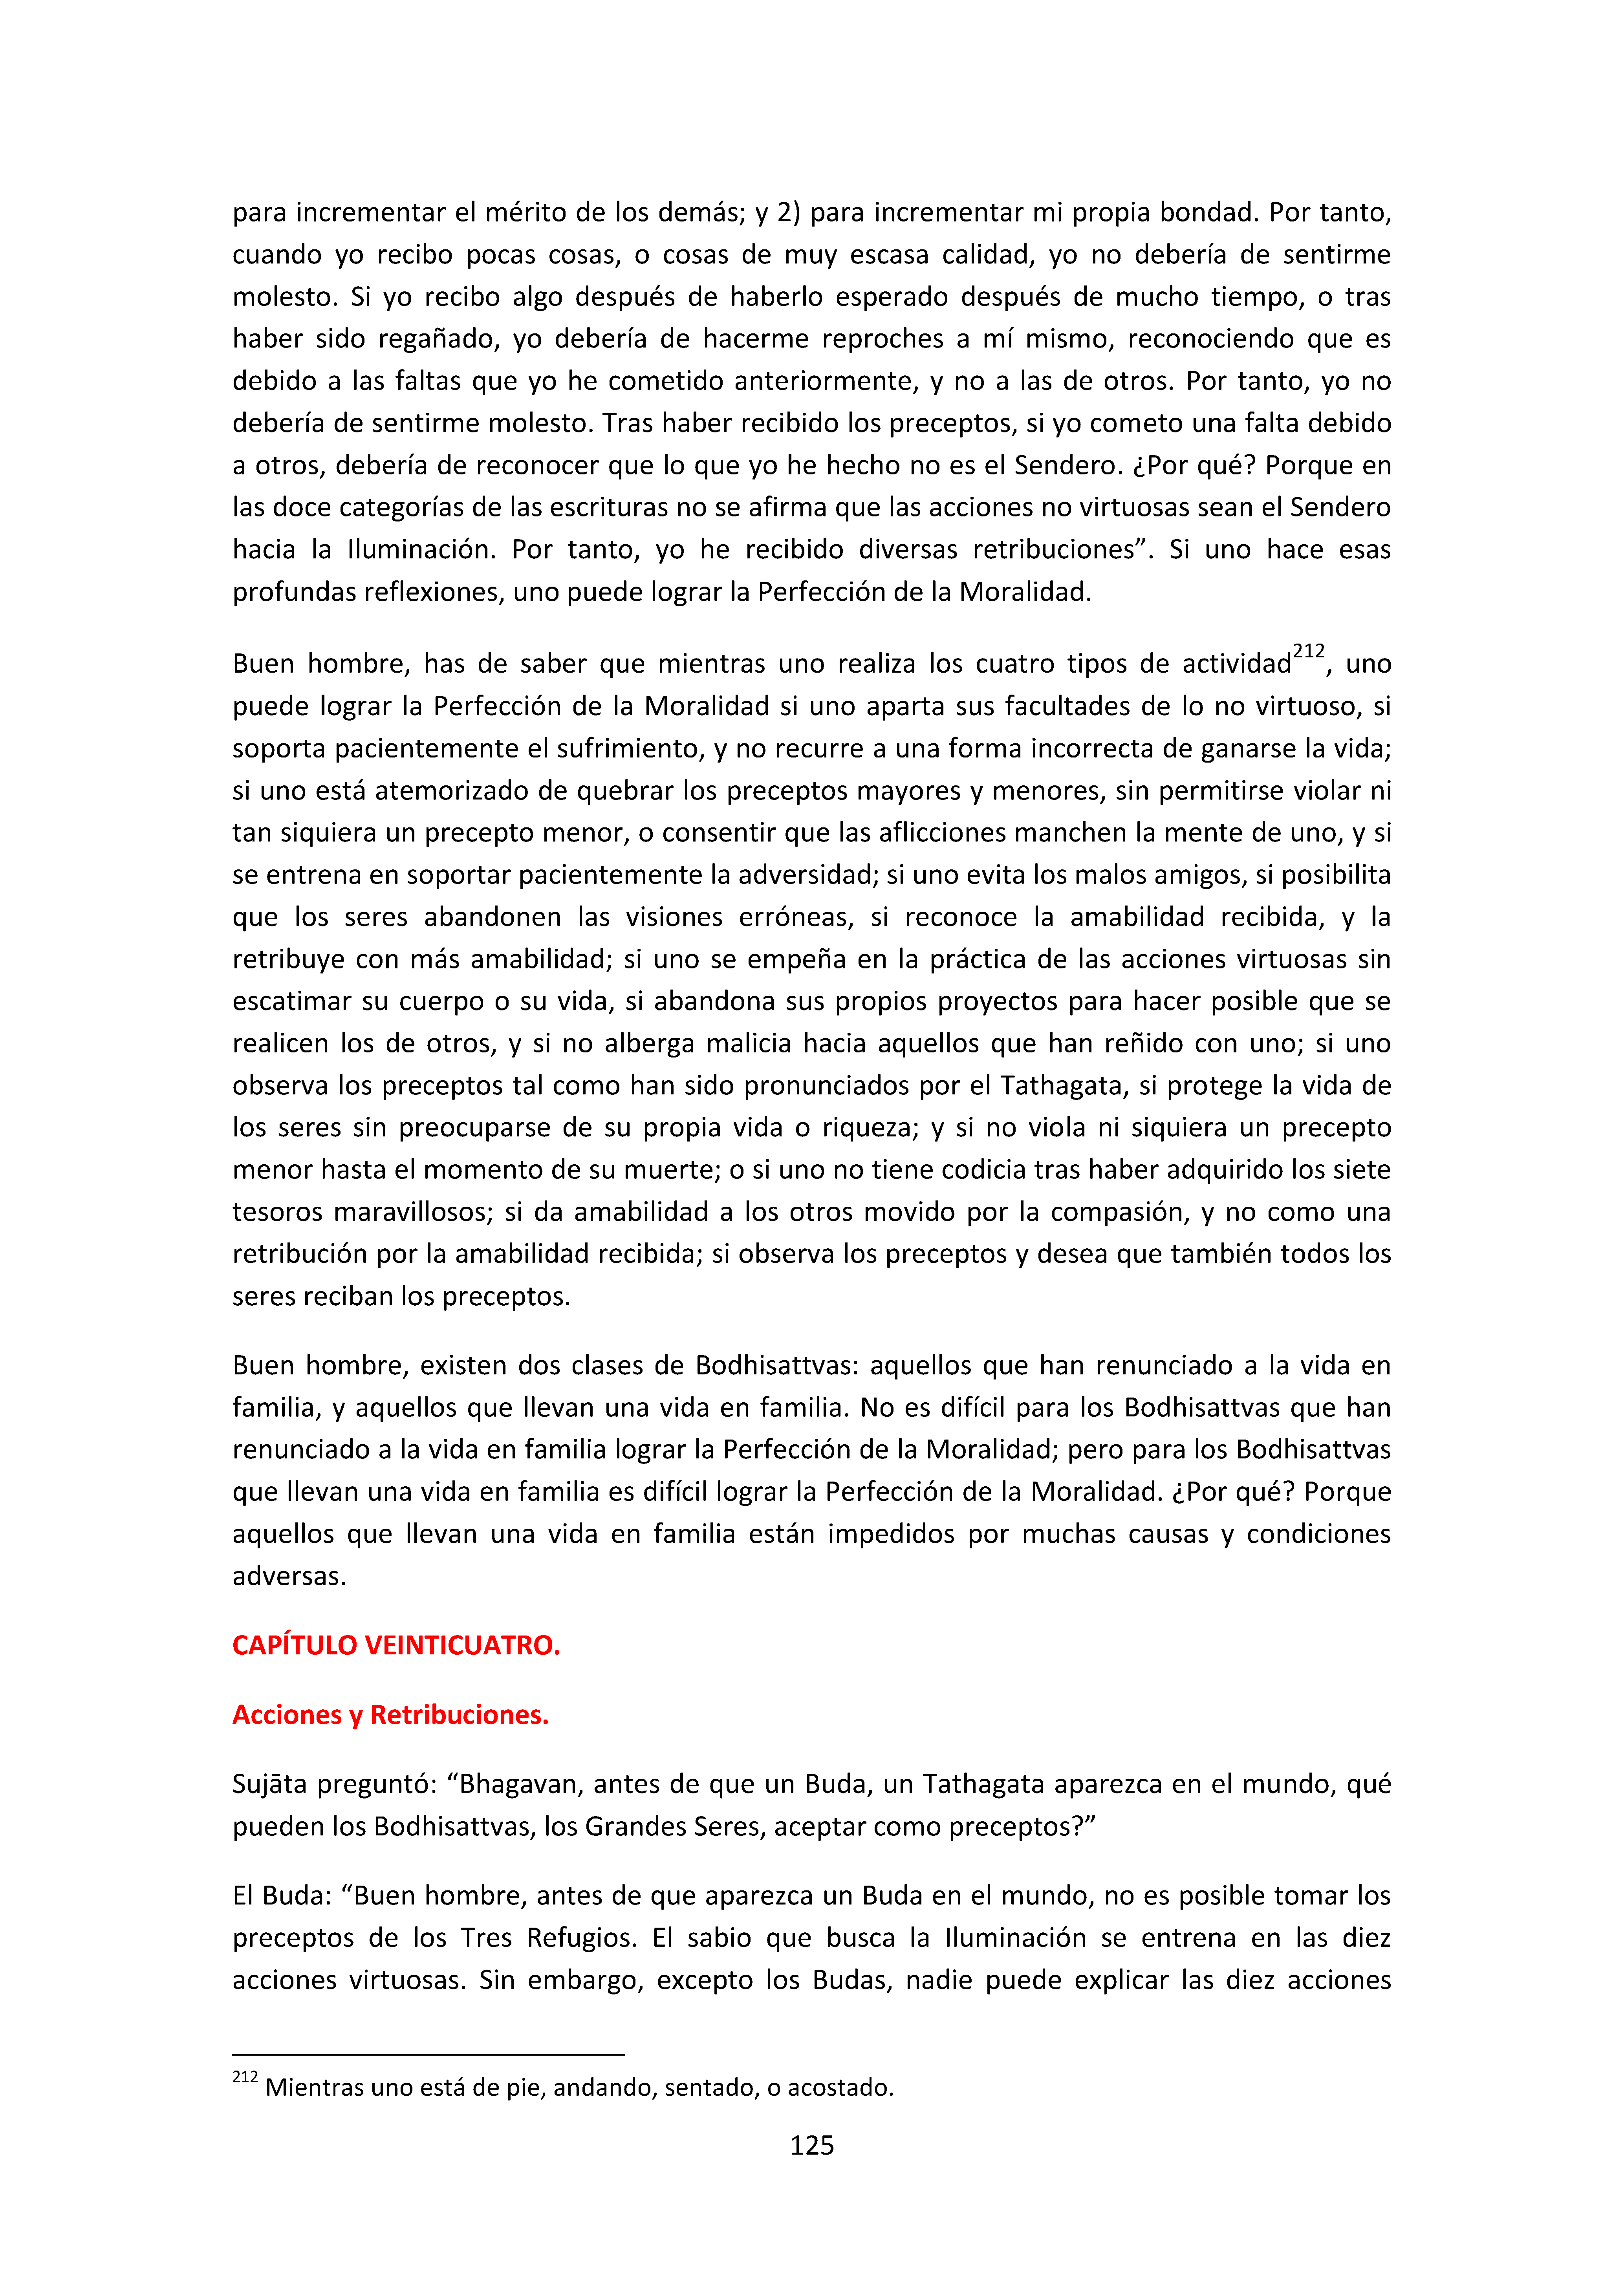 para incrementar el mérito de los demás; y 2) para incrementar mi propia bondad. Por tanto,
cuando yo recibo pocas cosas, o cosas de muy escasa calidad, yo no debería de sentirme
molesto. Si yo recibo algo después de haberlo esperado después de mucho tiempo, o tras
haber sido regañado, yo debería de hacerme reproches a mí mismo, reconociendo que es
debido a las faltas que yo he cometido anteriormente, y no a las de otros. Por tanto, yo no
debería de sentirme molesto. Tras haber recibido los preceptos, si yo cometo una falta debido
a otros, debería de reconocer que lo que yo he hecho no es el Sendero. ¿Por qué? Porque en
las doce categorías de las escrituras no se afirma que las acciones no virtuosas sean el Sendero
hacia la Iluminación. Por tanto, yo he recibido diversas retribuciones”. Si uno hace esas
profundas reflexiones, uno puede lograr la Perfección de la Moralidad.
Buen hombre, has de saber que mientras uno realiza los cuatro tipos de actividad212, uno
puede lograr la Perfección de la Moralidad si uno aparta sus facultades de lo no virtuoso, si
soporta pacientemente el sufrimiento, y no recurre a una forma incorrecta de ganarse la vida;
si uno está atemorizado de quebrar los preceptos mayores y menores, sin permitirse violar ni
tan siquiera un precepto menor, o consentir que las aflicciones manchen la mente de uno, y si
se entrena en soportar pacientemente la adversidad; si uno evita los malos amigos, si posibilita
que los seres abandonen las visiones erróneas, si reconoce la amabilidad recibida, y la
retribuye con más amabilidad; si uno se empeña en la práctica de las acciones virtuosas sin
escatimar su cuerpo o su vida, si abandona sus propios proyectos para hacer posible que se
realicen los de otros, y si no alberga malicia hacia aquellos que han reñido con uno; si uno
observa los preceptos tal como han sido pronunciados por el Tathagata, si protege la vida de
los seres sin preocuparse de su propia vida o riqueza; y si no viola ni siquiera un precepto
menor hasta el momento de su muerte; o si uno no tiene codicia tras haber adquirido los siete
tesoros maravillosos; si da amabilidad a los otros movido por la compasión, y no como una
retribución por la amabilidad recibida; si observa los preceptos y desea que también todos los
seres reciban los preceptos.
Buen hombre, existen dos clases de Bodhisattvas: aquellos que han renunciado a la vida en
familia, y aquellos que llevan una vida en familia. No es difícil para los Bodhisattvas que han
renunciado a la vida en familia lograr la Perfección de la Moralidad; pero para los Bodhisattvas
que llevan una vida en familia es difícil lograr la Perfección de la Moralidad. ¿Por qué? Porque
aquellos que llevan una vida en familia están impedidos por muchas causas y condiciones
adversas.
CAPÍTULO VEINTICUATRO.
Acciones y Retribuciones.
Sujāta preguntó: “Bhagavan, antes de que un Buda, un Tathagata aparezca en el mundo, qué
pueden los Bodhisattvas, los Grandes Seres, aceptar como preceptos?”
El Buda: “Buen hombre, antes de que aparezca un Buda en el mundo, no es posible tomar los
preceptos de los Tres Refugios. El sabio que busca la Iluminación se entrena en las diez
acciones virtuosas. Sin embargo, excepto los Budas, nadie puede explicar las diez acciones
212 Mientras uno está de pie, andando, sentado, o acostado.
125